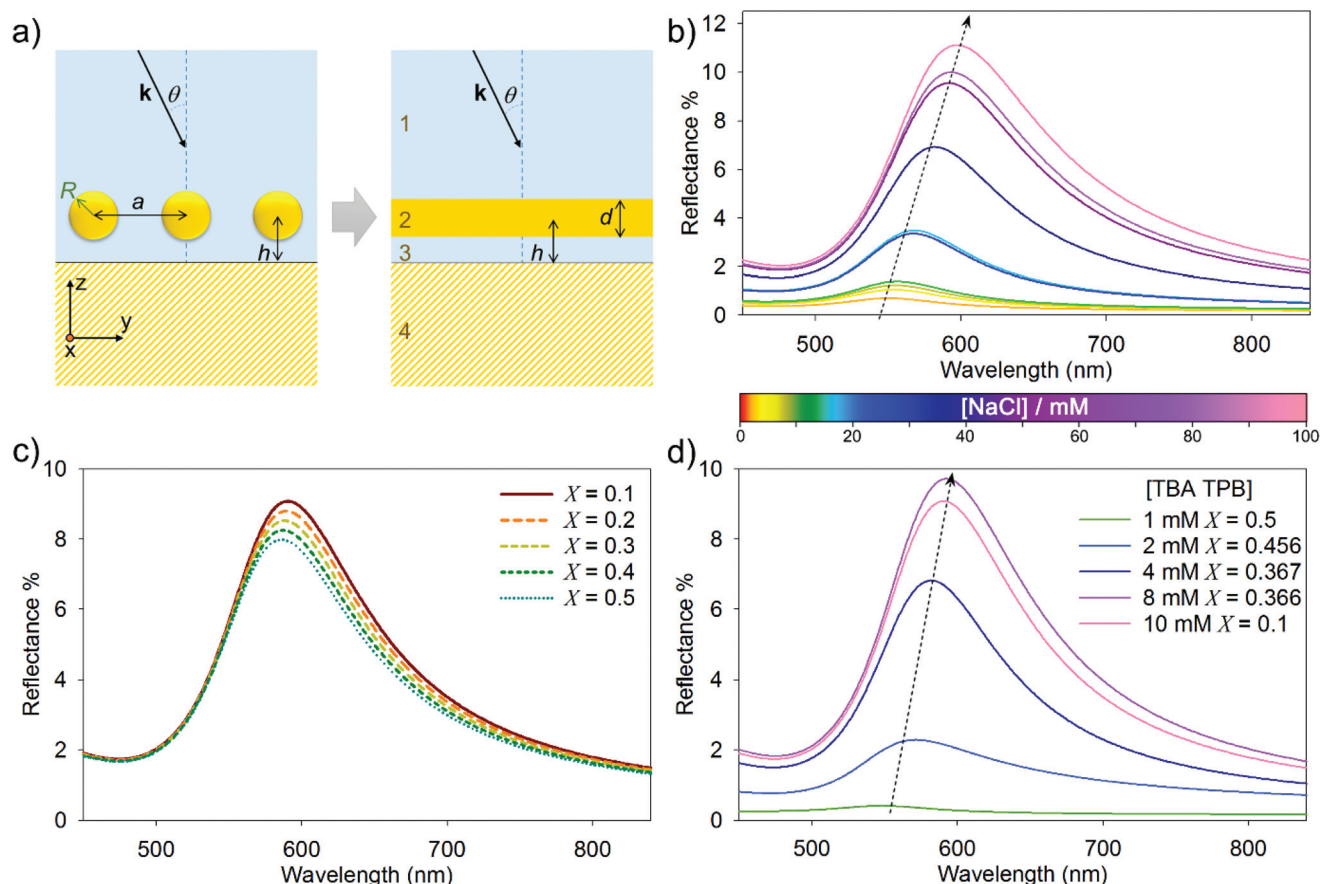 a)
k θ
R
a
h
z
y
x
k θ
1
2
3
4
d
h
b)
Reflectance %
12
10
8
6
4
2
0
500 600 700 800
Wavelength (nm)
[NaCl] / mM
0 20 40 60 80 100
c)
Reflectance %
10
8
6
4
2
0
X = 0.1
X = 0.2
X = 0.3
X = 0.4
X = 0.5
500 600 700 800
Wavelength (nm)
d)
Reflectance %
10
8
6
4
2
0
[TBA TPB]
1 mM X = 0.5
2 mM X = 0.456
4 mM X = 0.367
8 mM X = 0.366
10 mM X = 0.1
500 600 700 800
Wavelength (nm)